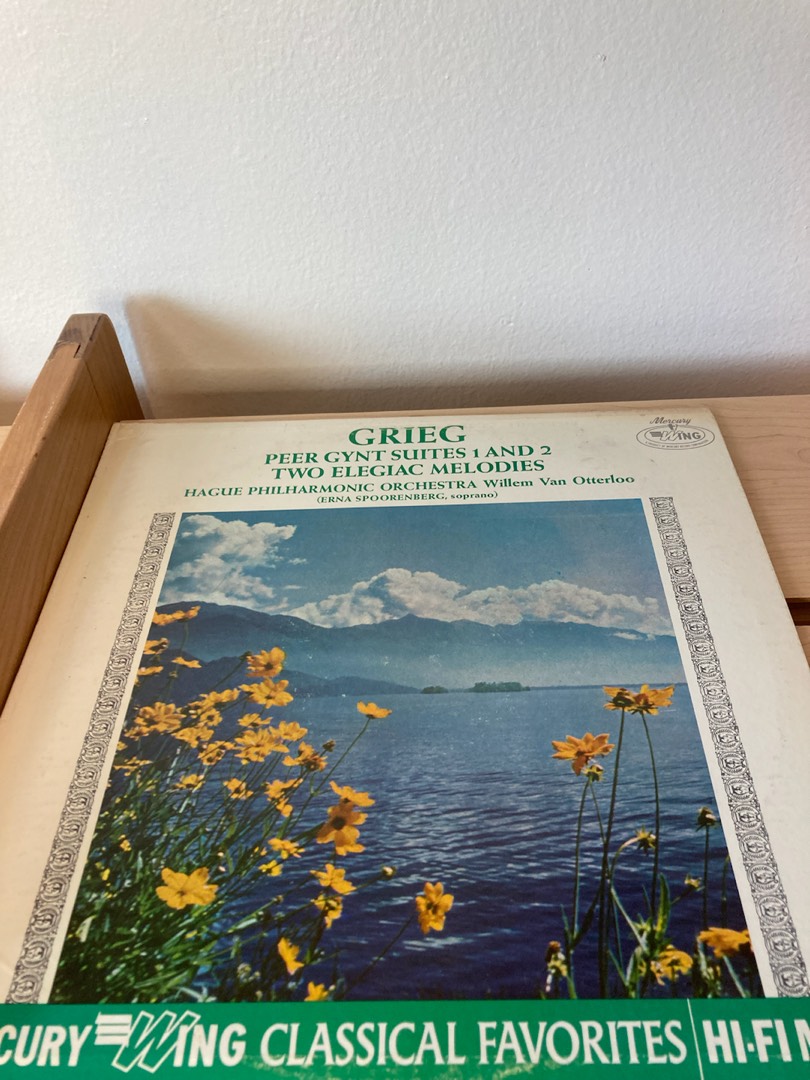 GRIEG
PEER GYNT SUITES 1 AND 2
TWO ELEGIAC MELODIES
HAGUE PHILHARMONIC ORCHESTRA Willem Van Otterloo
(ERNA SPOORENBERG, soprano)
Mercury
WING
CURY WING CLASSICAL FAVORITES HI-FI M